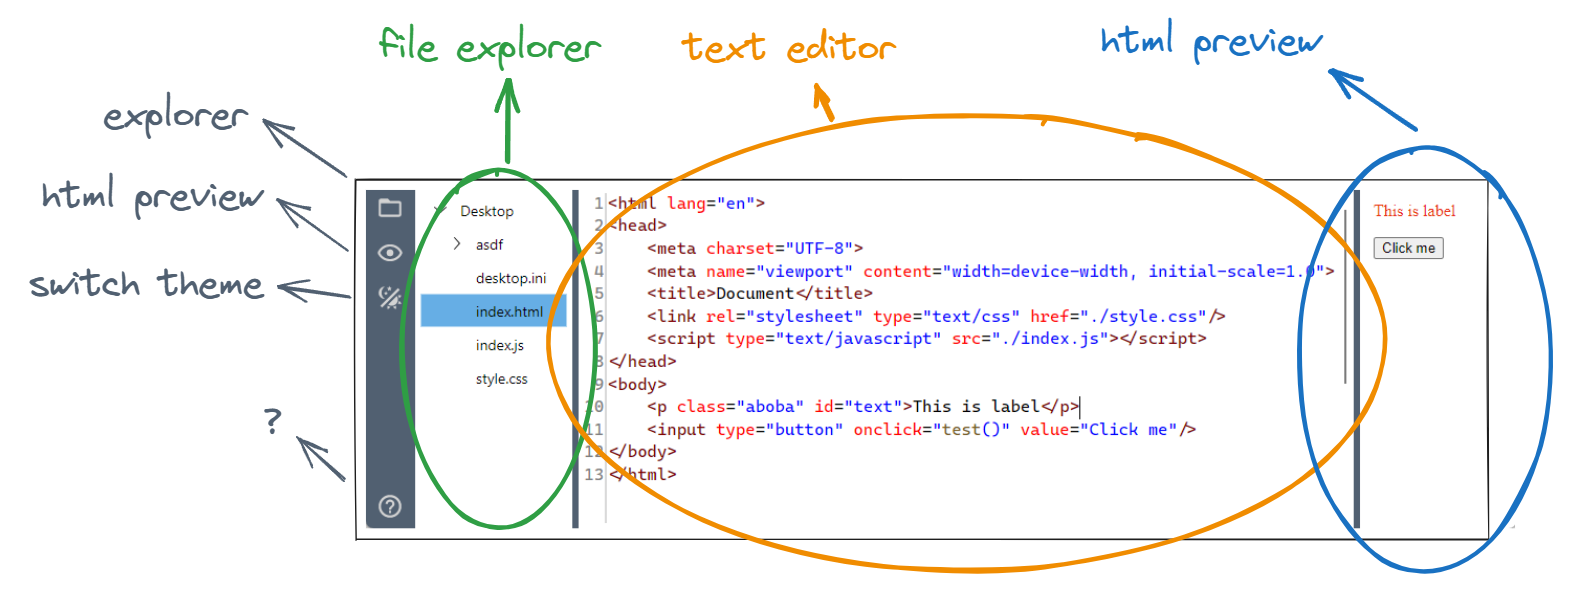 file explorer
text editor
html preview
explorer
html preview
switch theme
?
Desktop
asdf
desktop.ini
index.html
index.js
style.css
1 <html lang="en">
2 <head>
3 <meta charset="UTF-8">
4 <meta name="viewport" content="width=device-width, initial-scale=1.0">
5 <title>Document</title>
6 <link rel="stylesheet" type="text/css" href="./style.css"/>
7 <script type="text/javascript" src="./index.js"></script>
8 </head>
9 <body>
10 <p class="aboba" id="text">This is label</p>
11 <input type="button" onclick="test()" value="Click me"/>
12 </body>
13 </html>
This is label
Click me